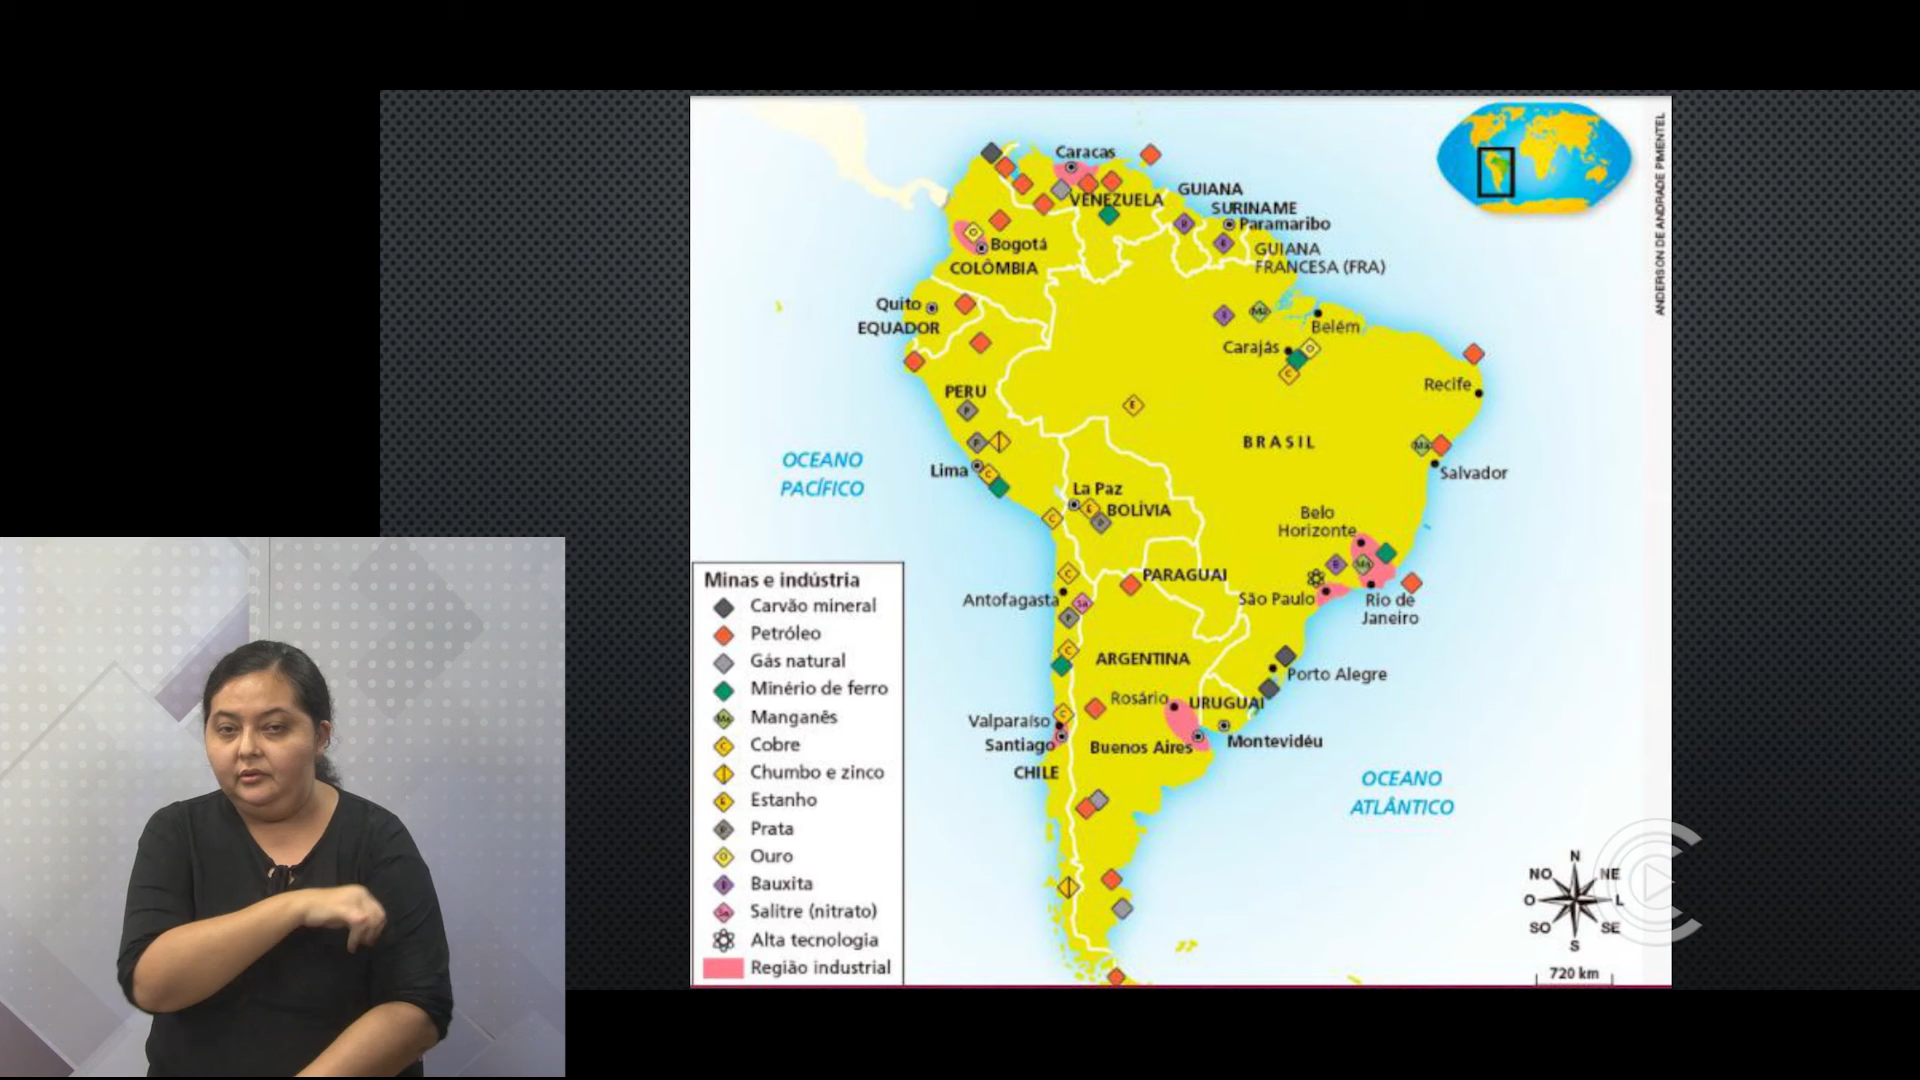 ANDERSON DE ANDRADE PIMENTEL
Caracas
VENEZUELA
GUIANA
SURINAME
Paramaribo
GUIANA
FRANCESA (FRA)
Bogotá
COLÔMBIA
Quito
EQUADOR
Belém
Carajás
Recife
PERU
BRASIL
OCEANO
PACÍFICO
Lima
Salvador
La Paz
BOLÍVIA
Belo
Horizonte
PARAGUAI
Antofagasta
São Paulo
Rio de
Janeiro
ARGENTINA
Porto Alegre
Rosário
URUGUAI
Valparaíso
Santiago
Buenos Aires
Montevidéu
CHILE
OCEANO
ATLÂNTICO
Minas e indústria
Carvão mineral
Petróleo
Gás natural
Minério de ferro
Manganês
Cobre
Chumbo e zinco
Estanho
Prata
Ouro
Bauxita
Salitre (nitrato)
Alta tecnologia
Região industrial
N
NO NE
O L
SO SE
S
720 km